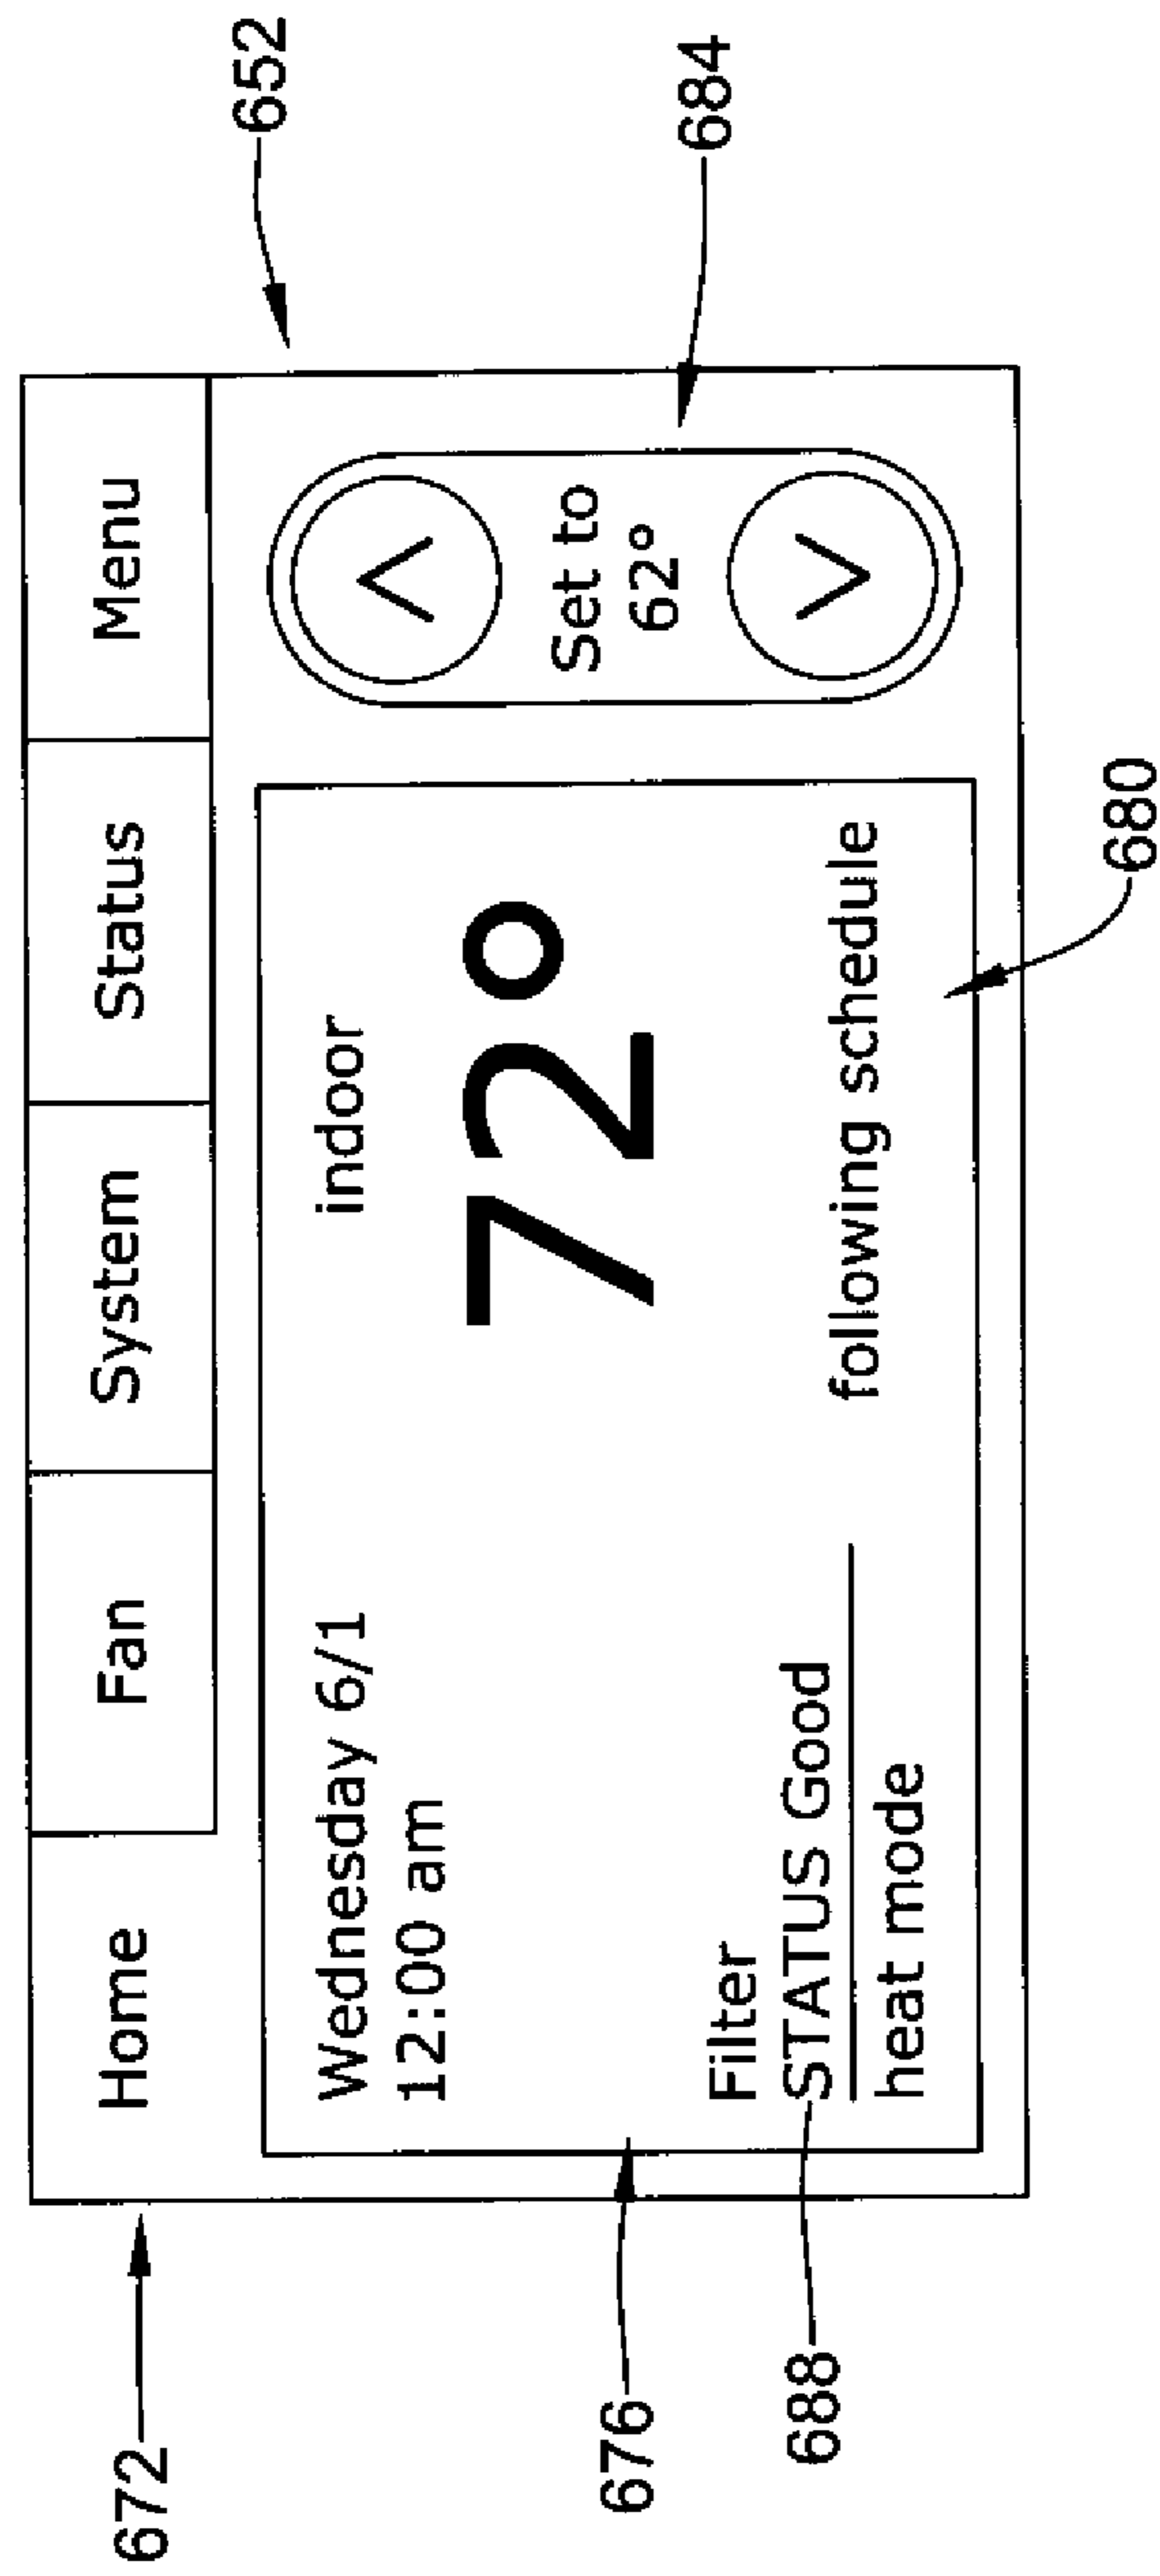 652
684
672
Home Fan System Status Menu
Wednesday 6/1
12:00 am
indoor
72°
Set to
62°
676
Filter
STATUS Good
heat mode
following schedule
688
680